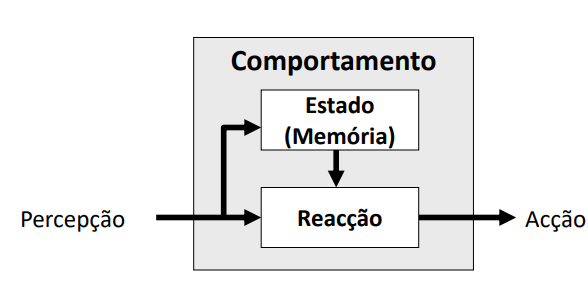 Comportamento
Estado
(Memória)
Percepção
Reacção
Acção